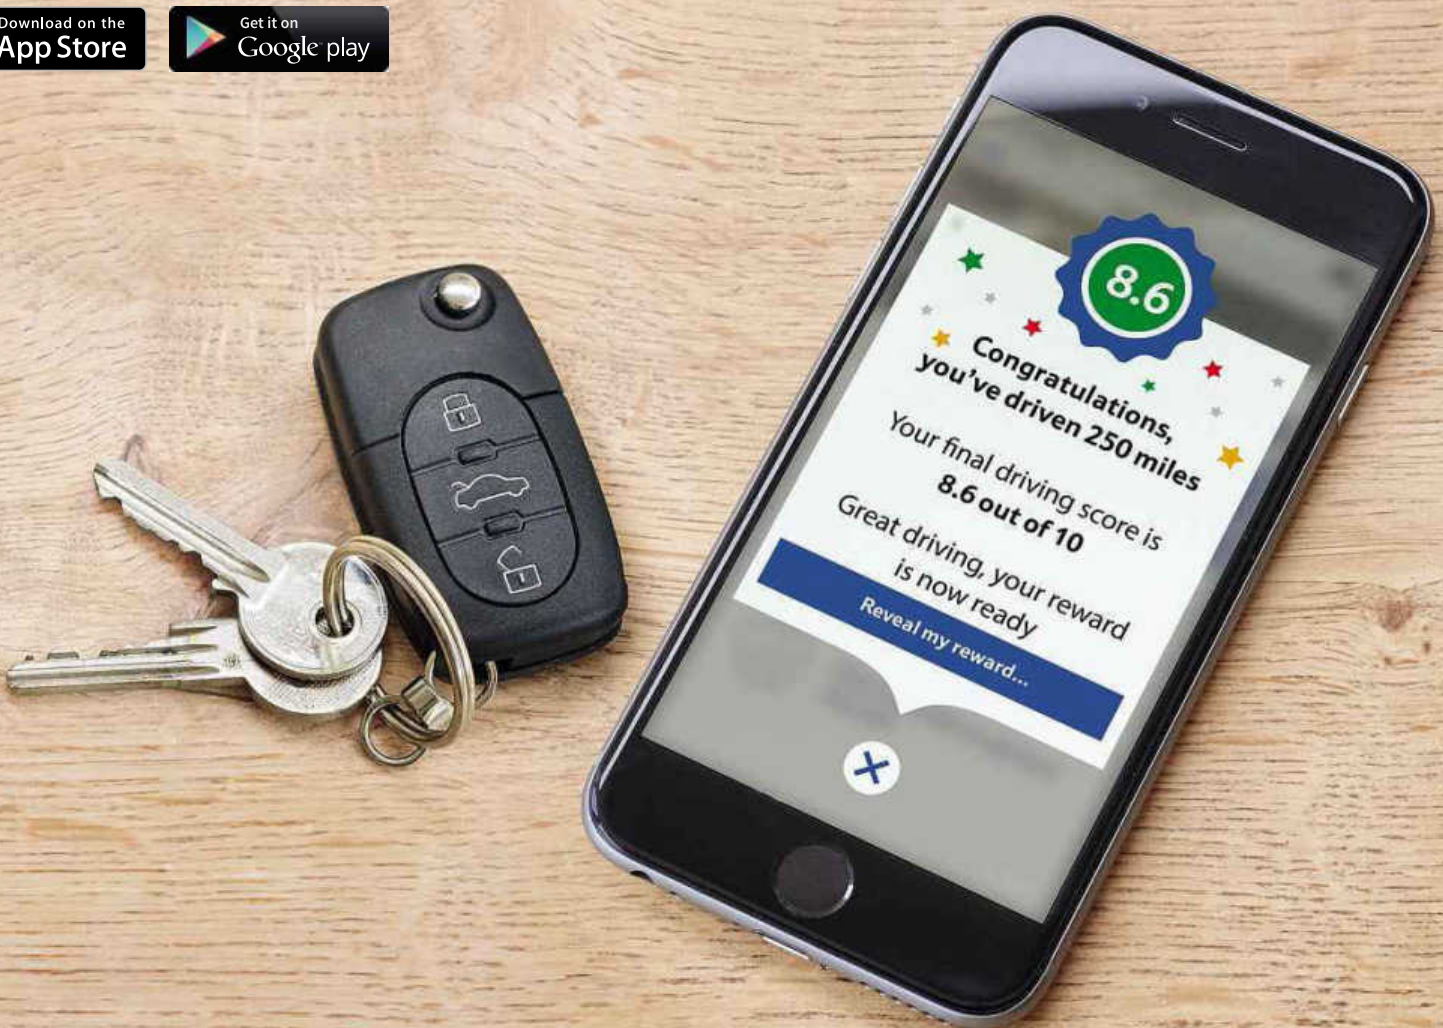 Download on the
App Store
Get it on
Google play
8.6
Congratulations,
you've driven 250 miles
Your final driving score is
8.6 out of 10
Great driving, your reward
is now ready
Reveal my reward...